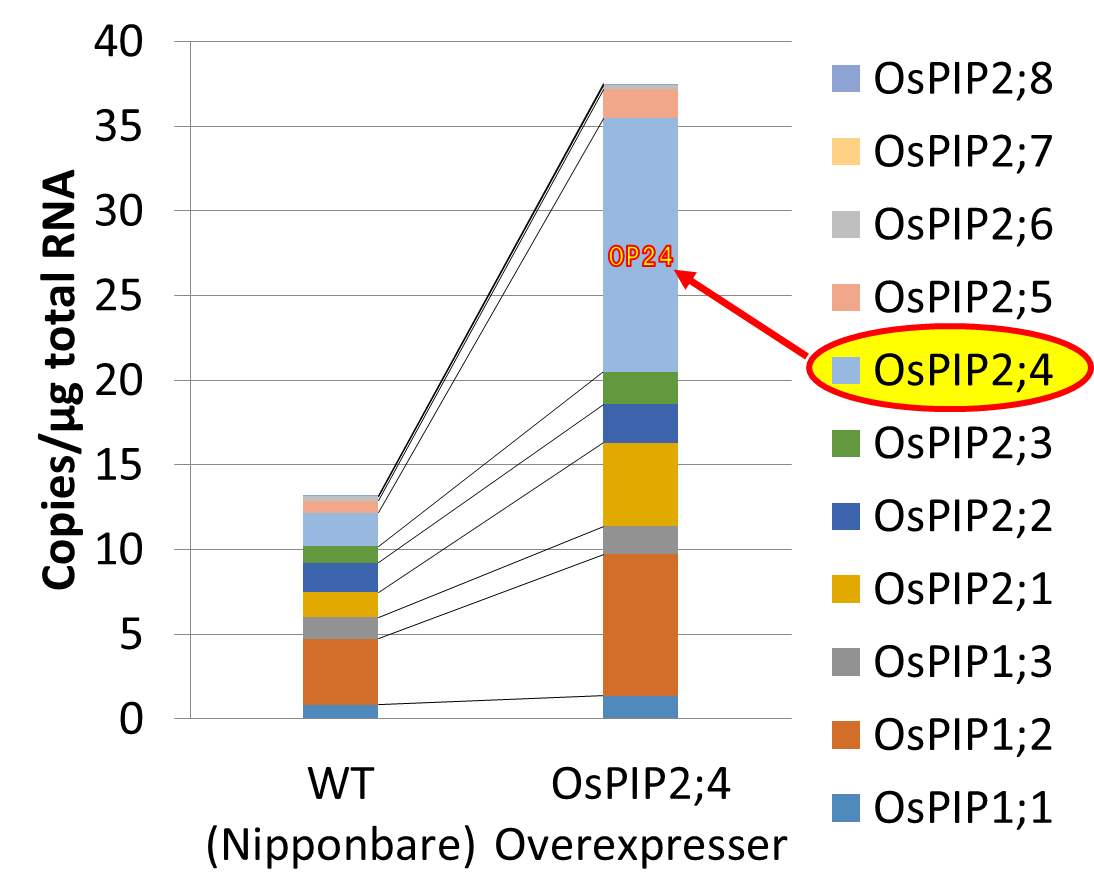 Copies/µg total RNA
40
35
30
25
20
15
10
5
0
OP24
WT
(Nipponbare)
OsPIP2;4
Overexpresser
OsPIP2;8
OsPIP2;7
OsPIP2;6
OsPIP2;5
OsPIP2;4
OsPIP2;3
OsPIP2;2
OsPIP2;1
OsPIP1;3
OsPIP1;2
OsPIP1;1